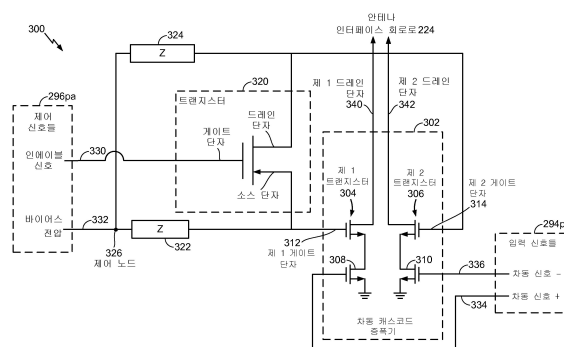 300
324
Z
안테나
인터페이스 회로로 224
320
트랜지스터
제 1 드레인
단자
340
제 2 드레인
단자
342
296pa
제어
신호들
인에이블
신호
330
게이트
단자
드레인
단자
소스 단자
302
제 1
트랜지스터
304
제 2
트랜지스터
306
제 2 게이트
단자
314
바이어스
전압
332
326
제어 노드
Z
322
312
제 1 게이트
단자
308
310
차동 캐스코드
증폭기
294p
입력 신호들
336
차동 신호 -
차동 신호 +
334